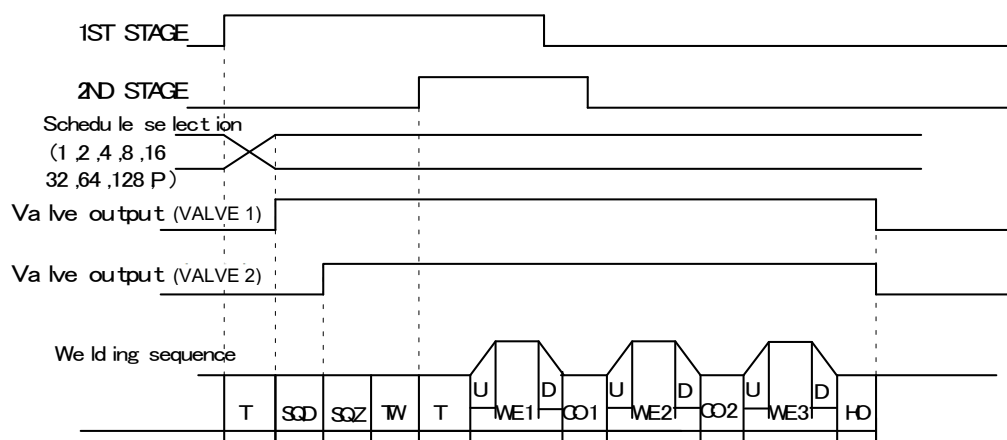 1ST STAGE
2ND STAGE
Schedule selection
(1,2,4,8,16
32,64,128,P)
Valve output (VALVE 1)
Valve output (VALVE 2)
Welding sequence
U D U D U D
T SQD SQZ TW T WE1 CO1 WE2 CO2 WE3 HO